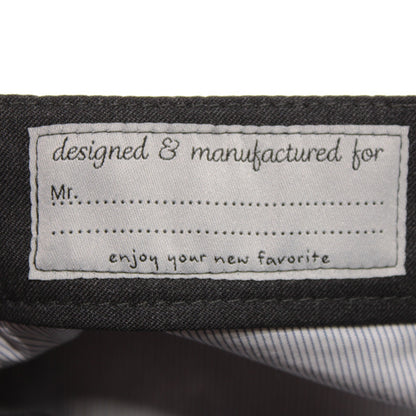 designed & manufactured for
Mr.
enjoy your new favorite